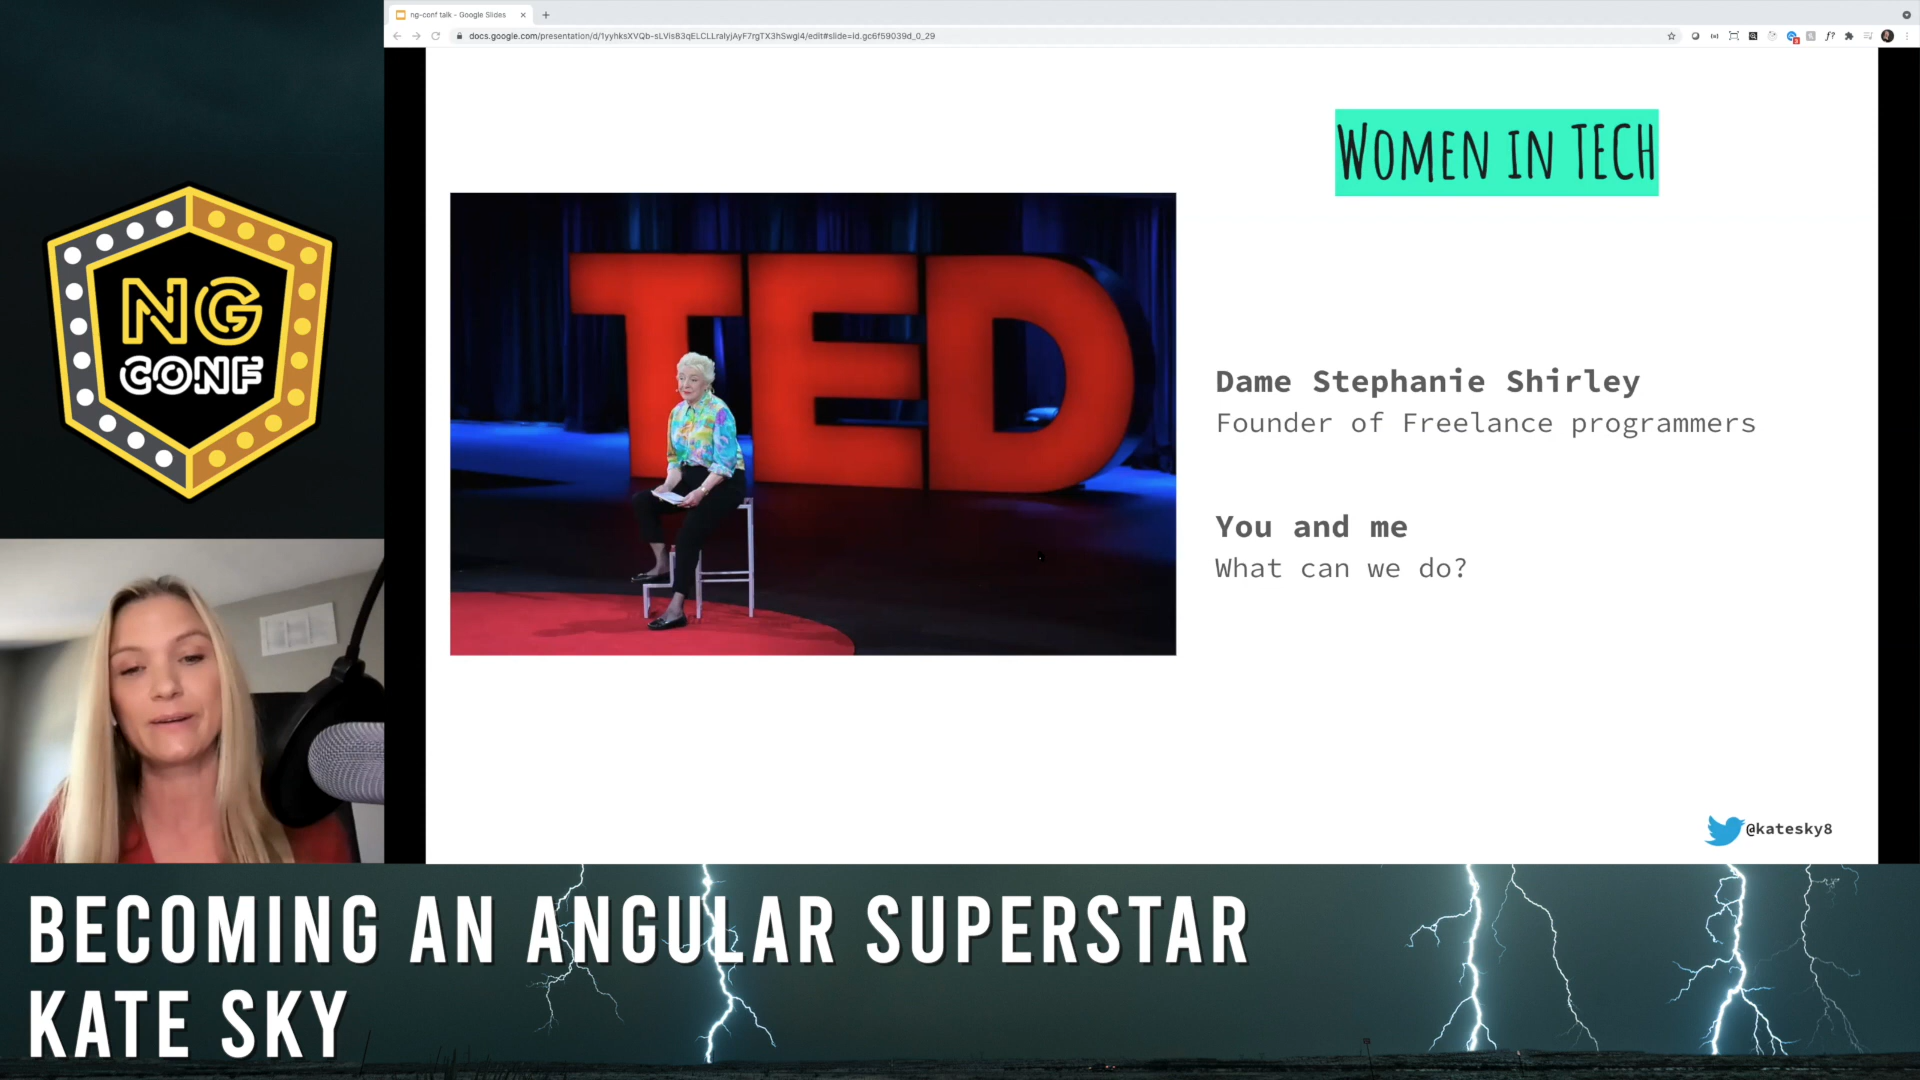 ng-conf talk - Google Slides
docs.google.com/presentation/d/1yyhksXVQb-sLVis83qELCLLralyjAyF7rgTX3hSwgl4/edit#slide=id.gc6f59039d_0_29
NG
CONF
WOMEN IN TECH
TED
Dame Stephanie Shirley
Founder of Freelance programmers
You and me
What can we do?
@katesky8
BECOMING AN ANGULAR SUPERSTAR
KATE SKY